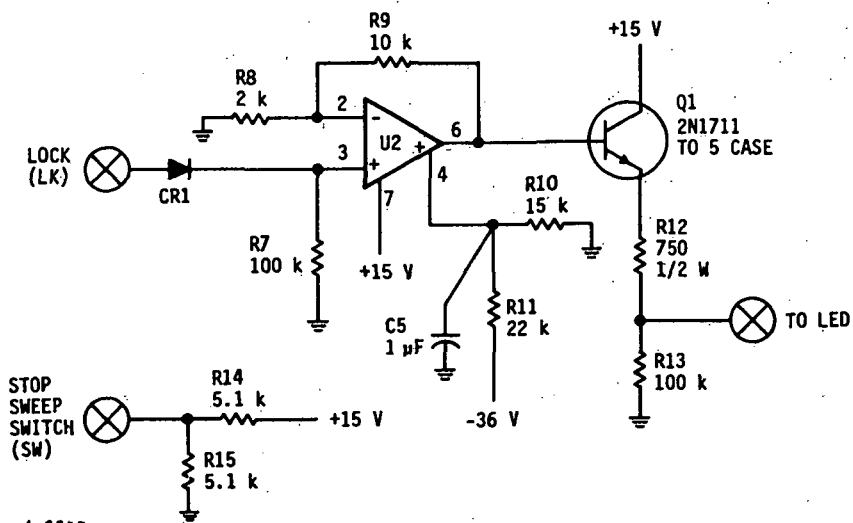 R9
10 k
+15 V
R8
2 k
2
-
U2
6
3
+
+
4
7
Q1
2N1711
TO 5 CASE
LOCK
(LK)
CR1
R7
100 k
+15 V
R10
15 k
R12
750
1/2 W
C5
1 µF
R11
22 k
TO LED
R13
100 k
-36 V
STOP
SWEEP
SWITCH
(SW)
R14
5.1 k
+15 V
R15
5.1 k